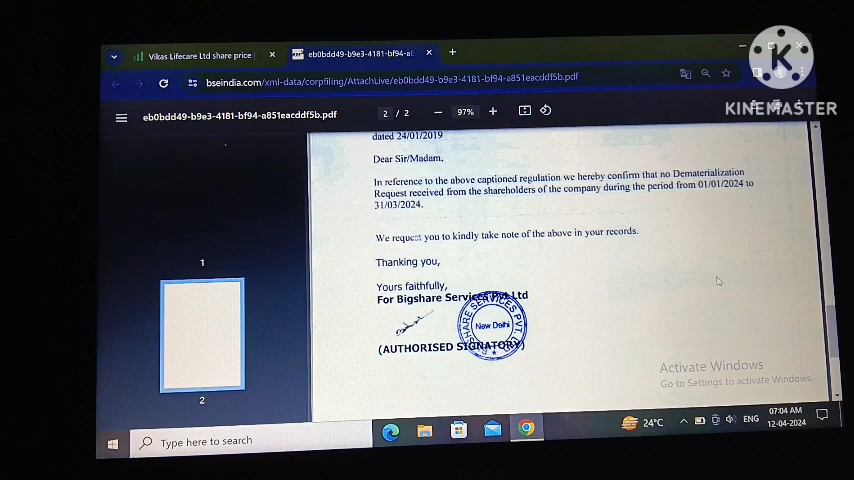 Vikas Lifecare Ltd share price |
eb0bdd49-b9e3-4181-bf94-a8
bseindia.com/xml-data/corpfiling/AttachLive/eb0bdd49-b9e3-4181-bf94-a851eacddf5b.pdf
K
KINEMASTER
eb0bdd49-b9e3-4181-bf94-a851eacddf5b.pdf
2 / 2
97%
dated 24/01/2019
Dear Sir/Madam,
In reference to the above captioned regulation we hereby confirm that no Dematerialization
Request received from the shareholders of the company during the period from 01/01/2024 to
31/03/2024.
We request you to kindly take note of the above in your records.
Thanking you,
Yours faithfully,
For Bigshare Services Pvt Ltd
BIGSHARE SERVICES PVT. LTD.
New Delhi
(AUTHORISED SIGNATORY)
1
2
Activate Windows
Go to Settings to activate Windows.
Type here to search
24°C
ENG
07:04 AM
12-04-2024